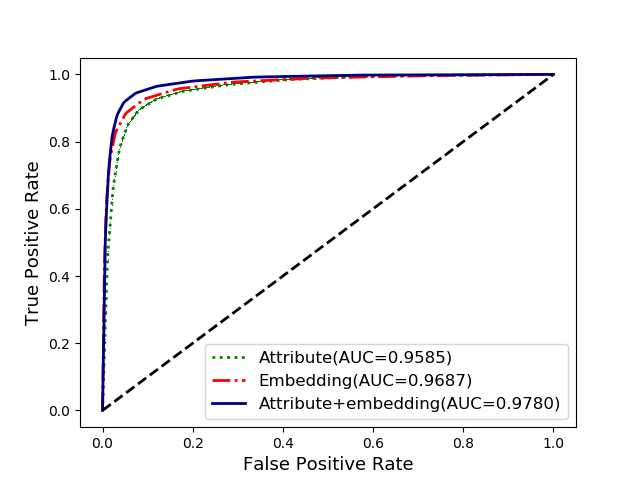 1.0
0.8
0.6
0.4
0.2
0.0
True Positive Rate
Attribute(AUC=0.9585)
Embedding(AUC=0.9687)
Attribute+embedding(AUC=0.9780)
0.0 0.2 0.4 0.6 0.8 1.0
False Positive Rate